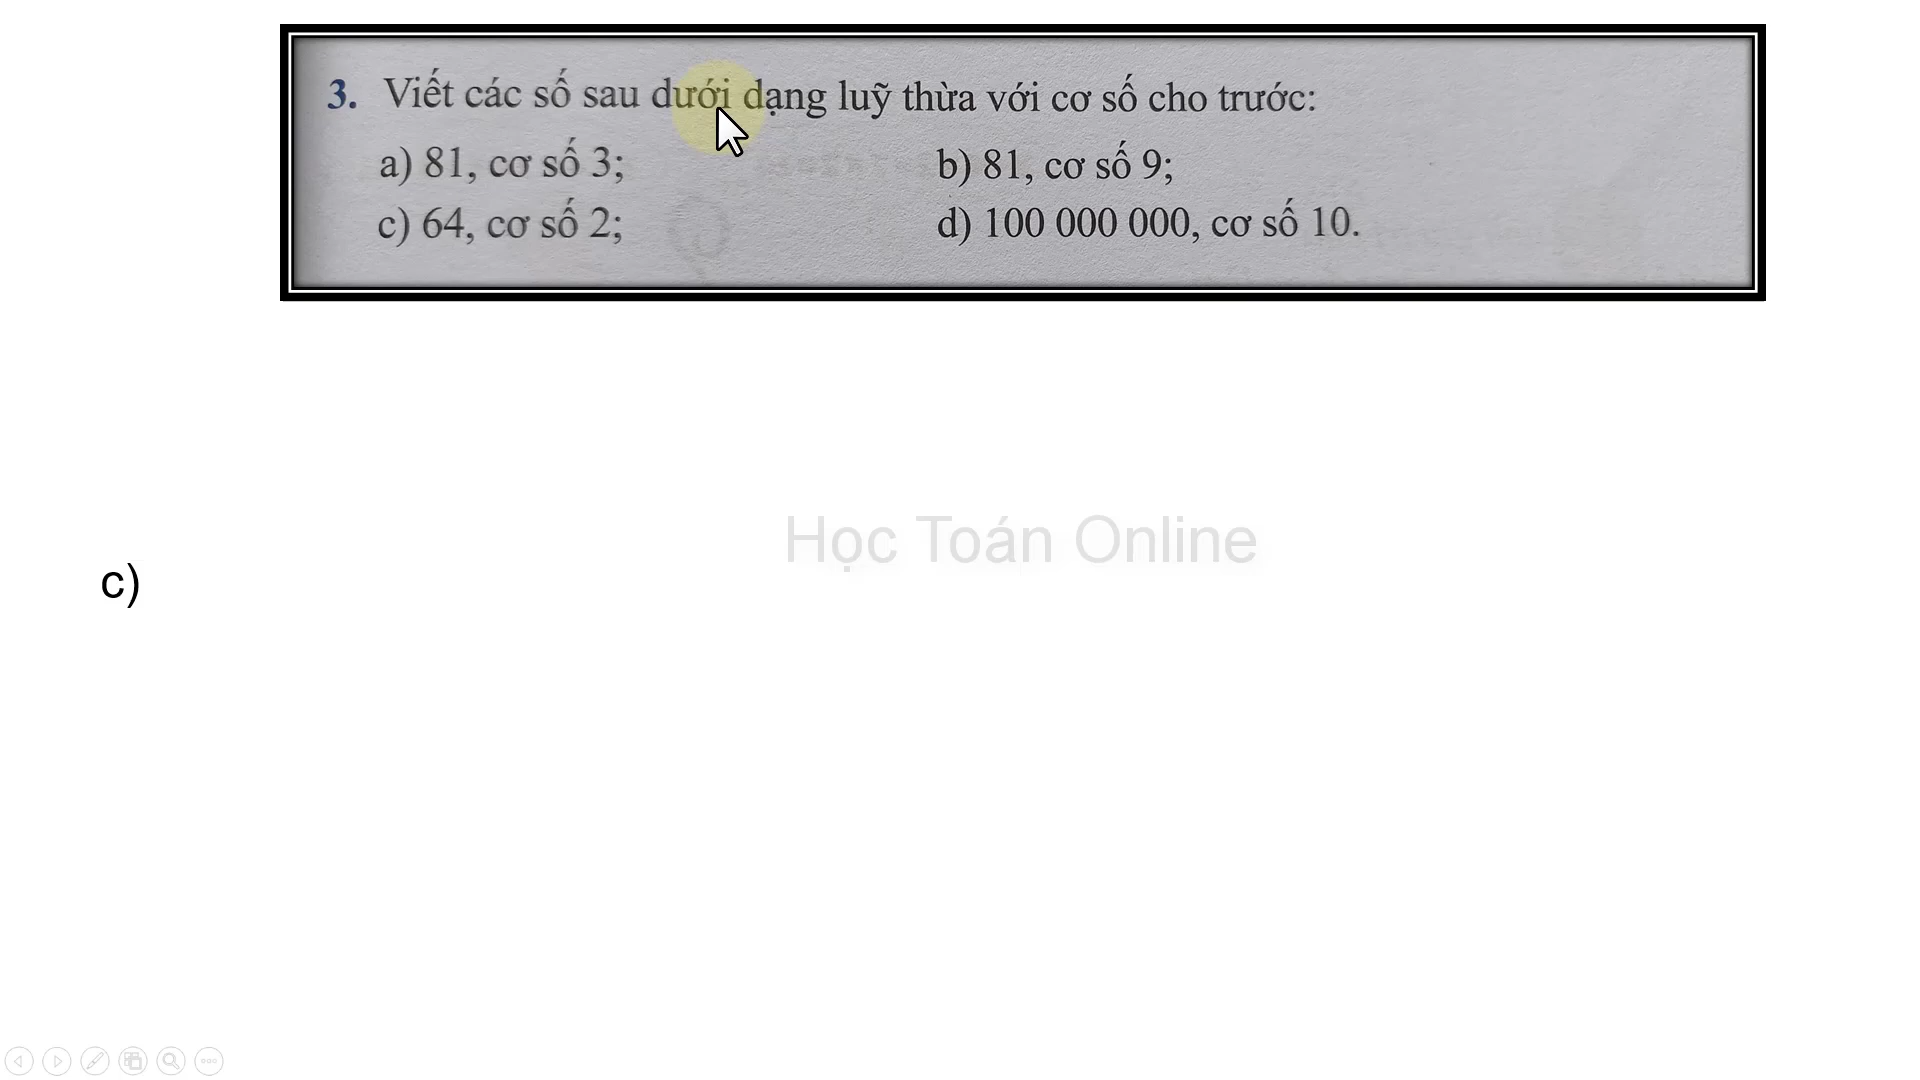 3. Viết các số sau dưới dạng luỹ thừa với cơ số cho trước:
a) 81, cơ số 3; b) 81, cơ số 9;
c) 64, cơ số 2; d) 100 000 000, cơ số 10.
Học Toán Online
c)